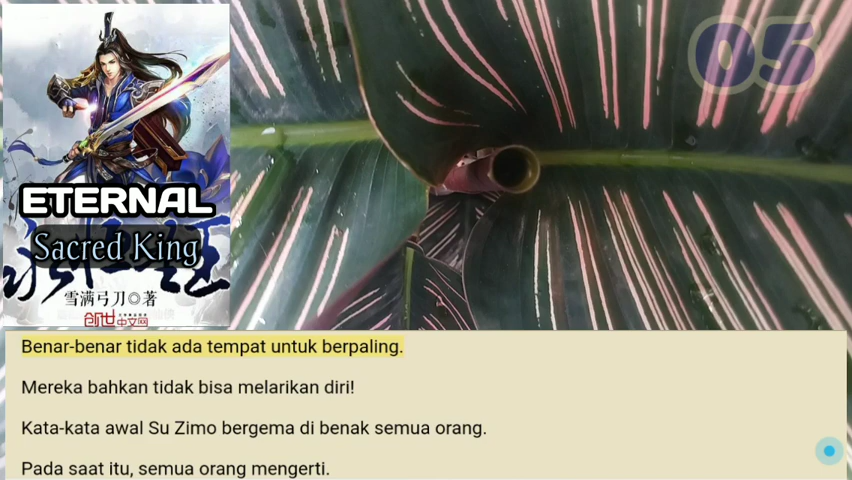 05
ETERNAL
Sacred King
雪满弓刀◎著
创世中文网
Benar-benar tidak ada tempat untuk berpaling.
Mereka bahkan tidak bisa melarikan diri!
Kata-kata awal Su Zimo bergema di benak semua orang.
Pada saat itu, semua orang mengerti.